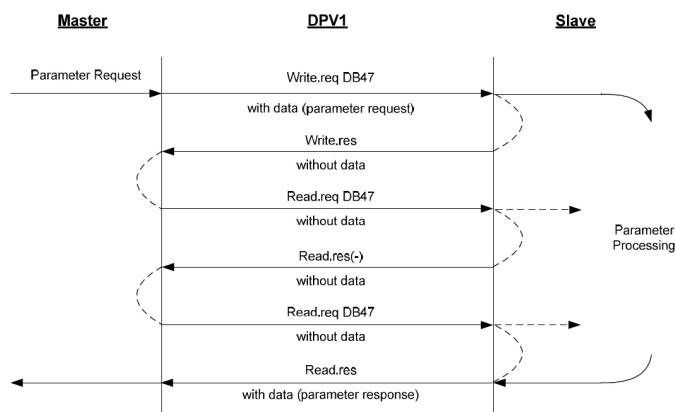 Master
DPV1
Slave
Parameter Request
Write.req DB47
with data (parameter request)
Write.res
without data
Read.req DB47
without data
Parameter
Processing
Read.res(-)
without data
Read.req DB47
without data
Read.res
with data (parameter response)